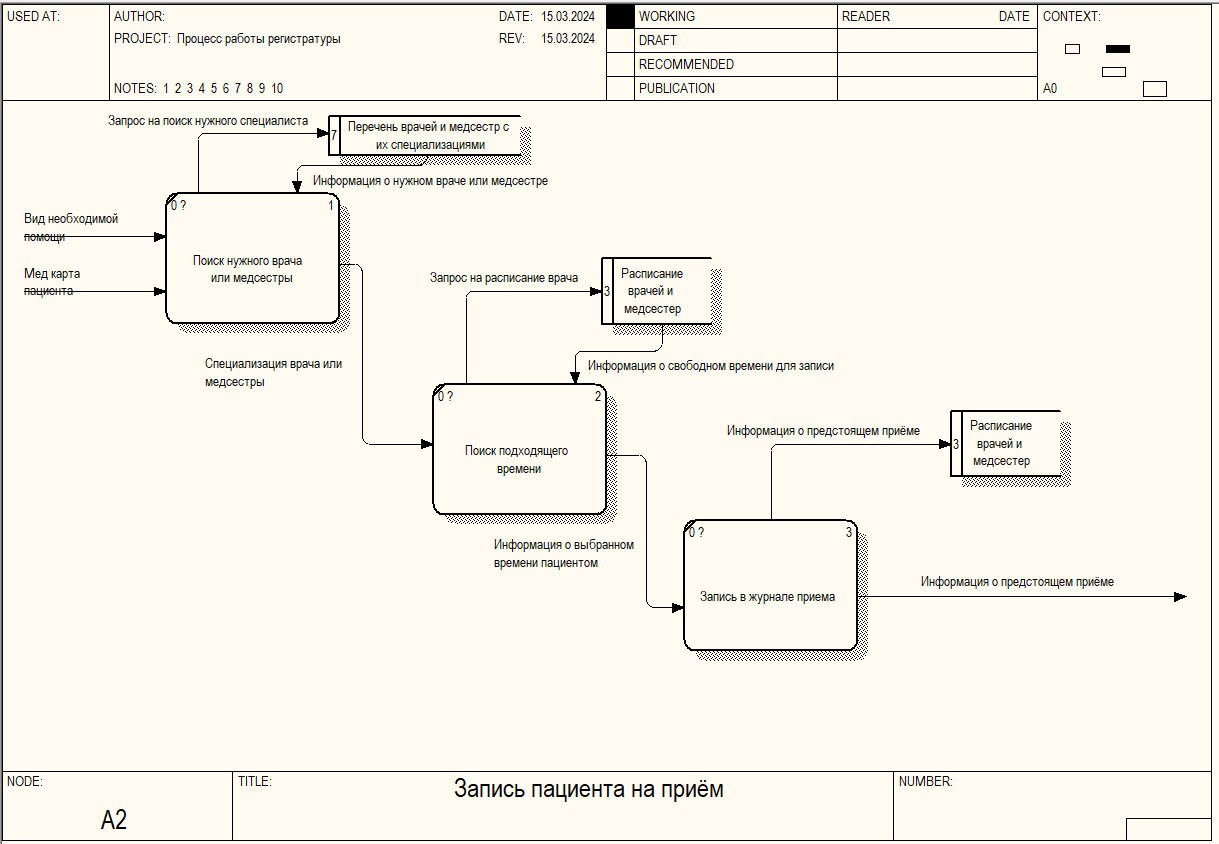 USED AT:
AUTHOR:
DATE: 15.03.2024
PROJECT: Процесс работы регистратуры
REV: 15.03.2024
NOTES: 1 2 3 4 5 6 7 8 9 10
WORKING
DRAFT
RECOMMENDED
PUBLICATION
READER
DATE
CONTEXT:
A0
Запрос на поиск нужного специалиста
7
Перечень врачей и медсестр с
их специализациями
Информация о нужном враче или медсестре
0 ?
1
Поиск нужного врача
или медсестры
Вид необходимой
помощи
Мед карта
пациента
Запрос на расписание врача
3
Расписание
врачей и
медсестер
Информация о свободном времени для записи
Специализация врача или
медсестры
0 ?
2
Поиск подходящего
времени
Информация о предстоящем приёме
3
Расписание
врачей и
медсестер
Информация о выбранном
времени пациентом
0 ?
3
Запись в журнале приема
Информация о предстоящем приёме
NODE:
A2
TITLE:
Запись пациента на приём
NUMBER: